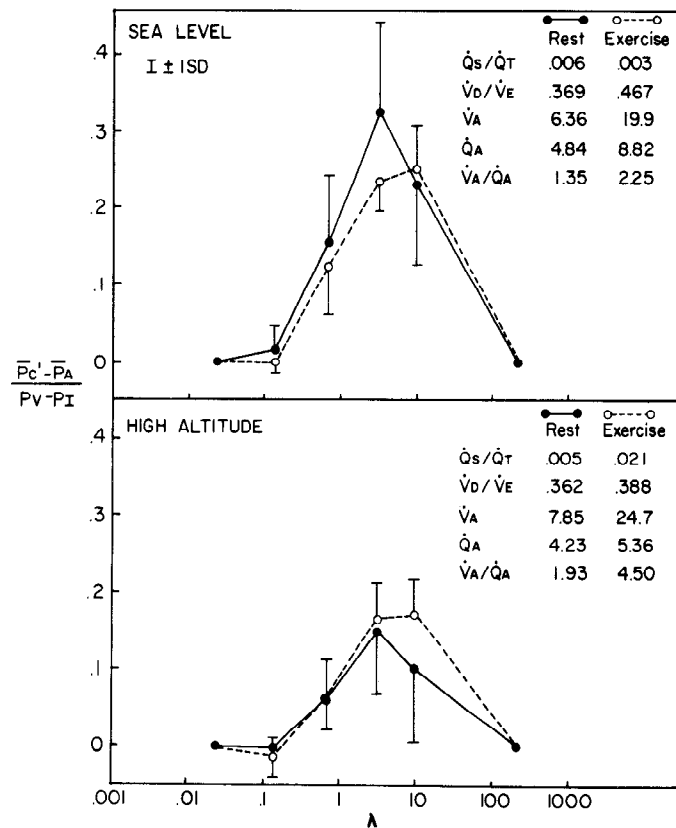 SEA LEVEL
I ± ISD
Rest Exercise
Q̇s/Q̇T .006 .003
V̇D/V̇E .369 .467
V̇A 6.36 19.9
Q̇A 4.84 8.82
V̇A/Q̇A 1.35 2.25
.4
.3
.2
.1
0
P̄c'-P̄A
Pv-PI
HIGH ALTITUDE
Rest Exercise
Q̇s/Q̇T .005 .021
V̇D/V̇E .362 .388
V̇A 7.85 24.7
Q̇A 4.23 5.36
V̇A/Q̇A 1.93 4.50
.4
.3
.2
.1
0
.001 .01 .1 1 10 100 1000
λ